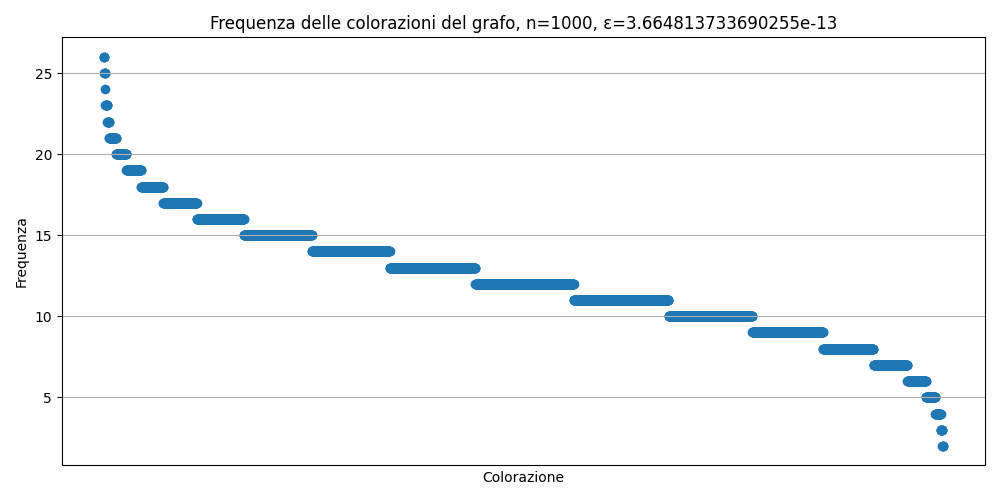 Frequenza delle colorazioni del grafo, n=1000, ε=3.664813733690255e-13
25
20
15
10
5
Frequenza
Colorazione